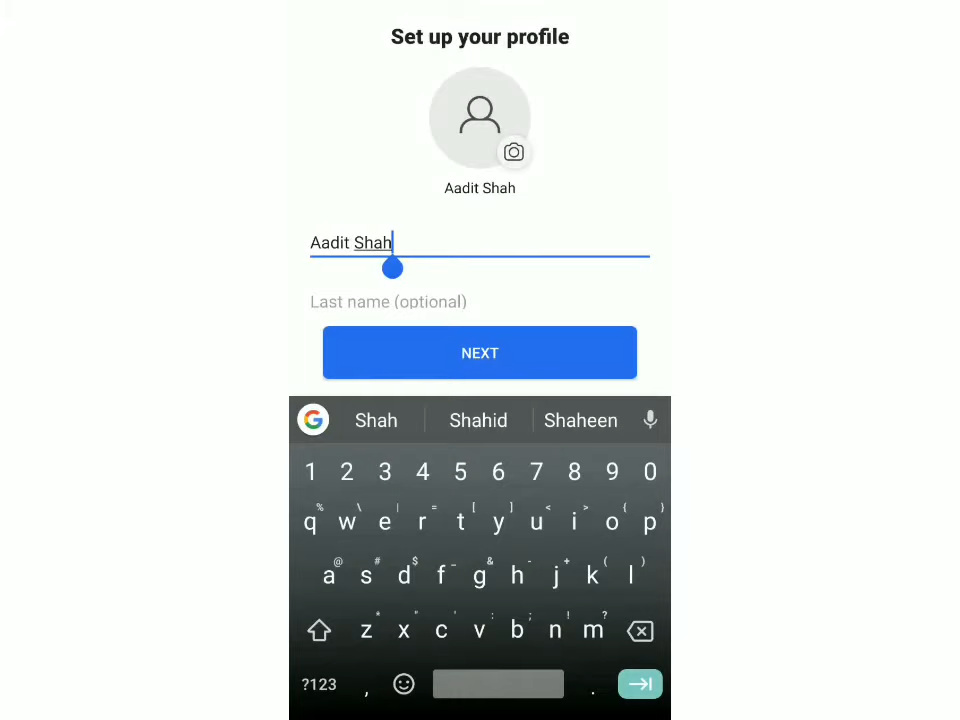 Set up your profile
Aadit Shah
Aadit Shah
Last name (optional)
NEXT
Shah Shahid Shaheen
1 2 3 4 5 6 7 8 9 0
% \ | = [ ] < > { }
q w e r t y u i o p
@ # $ _ & - + ( )
a s d f g h j k l
* " ' : ; ! ?
z x c v b n m
?123 , .